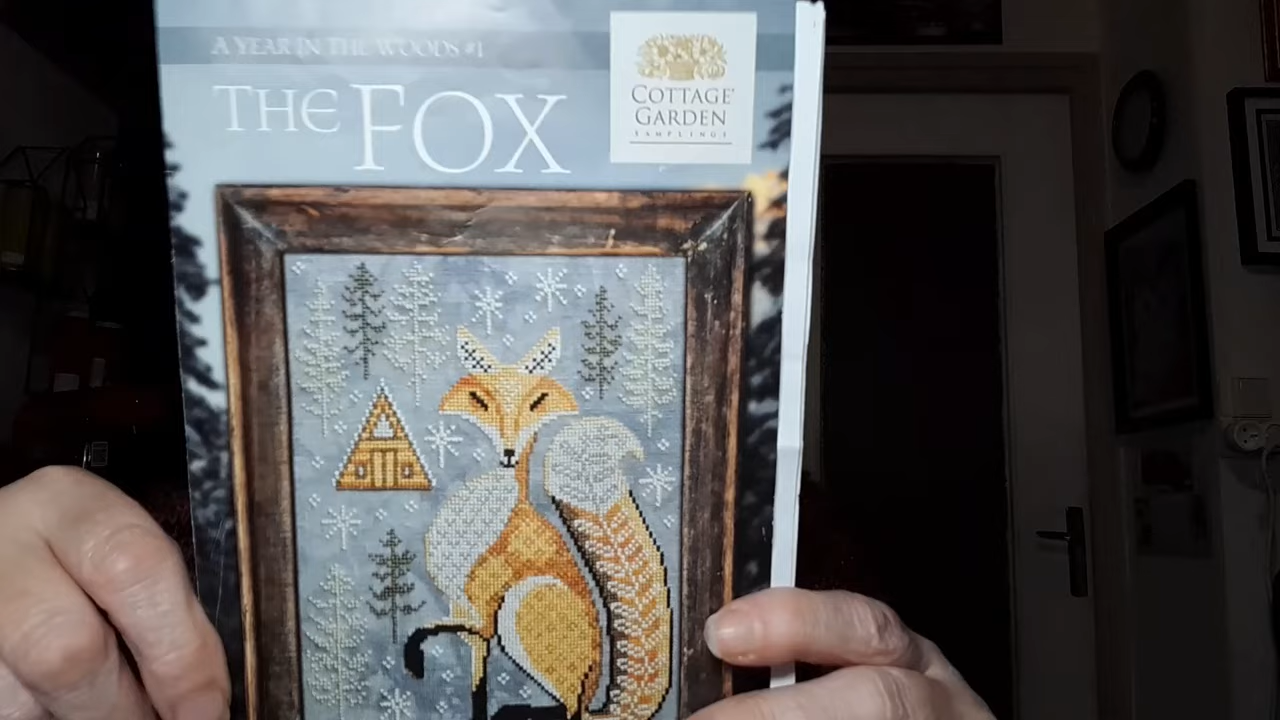 A YEAR IN THE WOODS #1
THE FOX
COTTAGE
GARDEN
SAMPLINGS